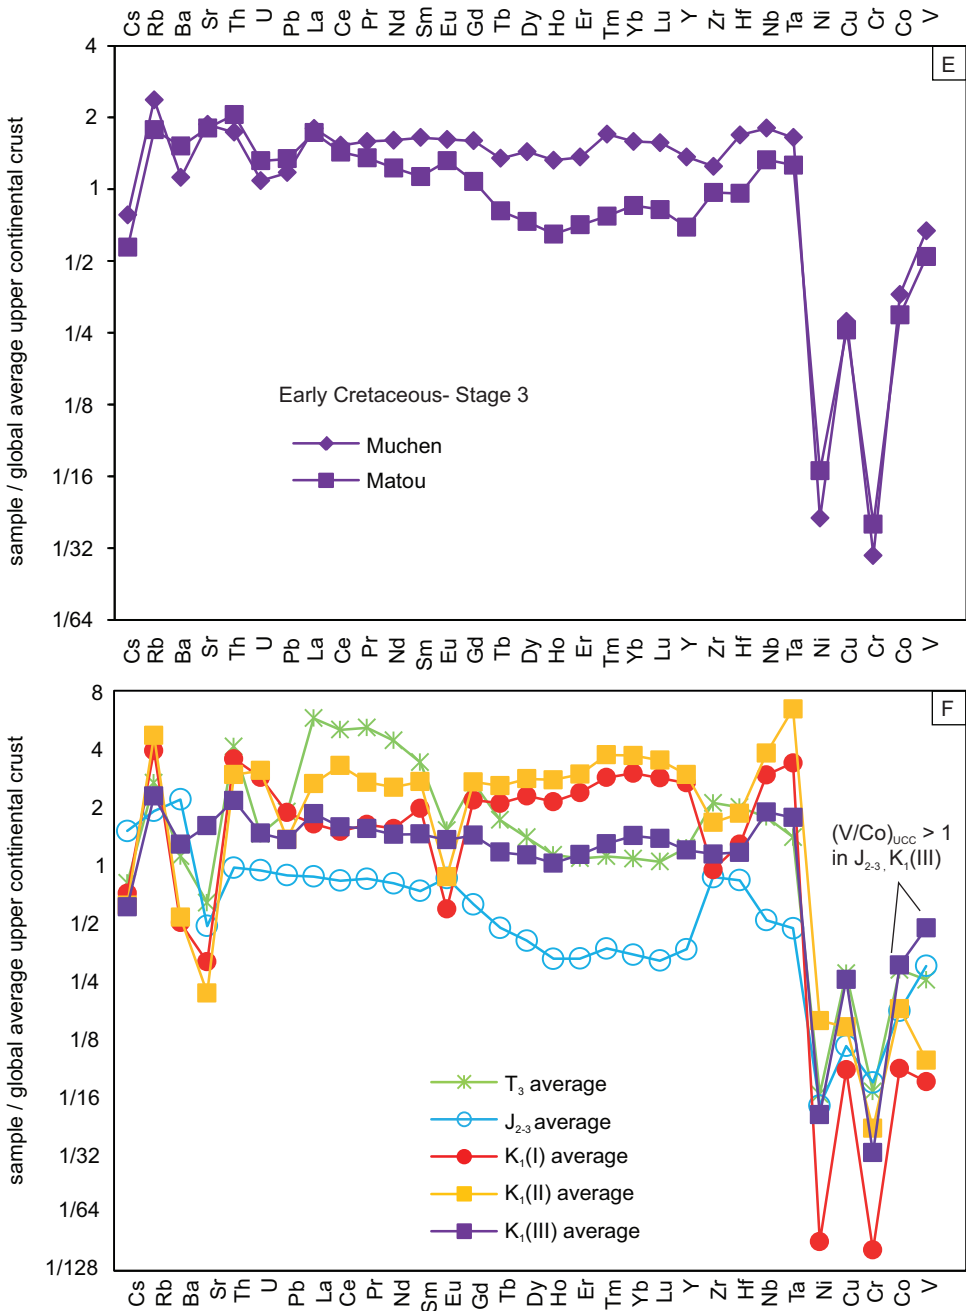 Cs Rb Ba Sr Th U Pb La Ce Pr Nd Sm Eu Gd Tb Dy Ho Er Tm Yb Lu Y Zr Hf Nb Ta Ni Cu Cr Co V
E
4
2
1
1/2
1/4
1/8
1/16
1/32
1/64
sample / global average upper continental crust
Early Cretaceous- Stage 3
Muchen
Matou
Cs Rb Ba Sr Th U Pb La Ce Pr Nd Sm Eu Gd Tb Dy Ho Er Tm Yb Lu Y Zr Hf Nb Ta Ni Cu Cr Co V
F
8
4
2
1
1/2
1/4
1/8
1/16
1/32
1/64
1/128
sample / global average upper continental crust
(V/Co)UCC > 1
in J2-3, K1(III)
T3 average
J2-3 average
K1(I) average
K1(II) average
K1(III) average
Cs Rb Ba Sr Th U Pb La Ce Pr Nd Sm Eu Gd Tb Dy Ho Er Tm Yb Lu Y Zr Hf Nb Ta Ni Cu Cr Co V